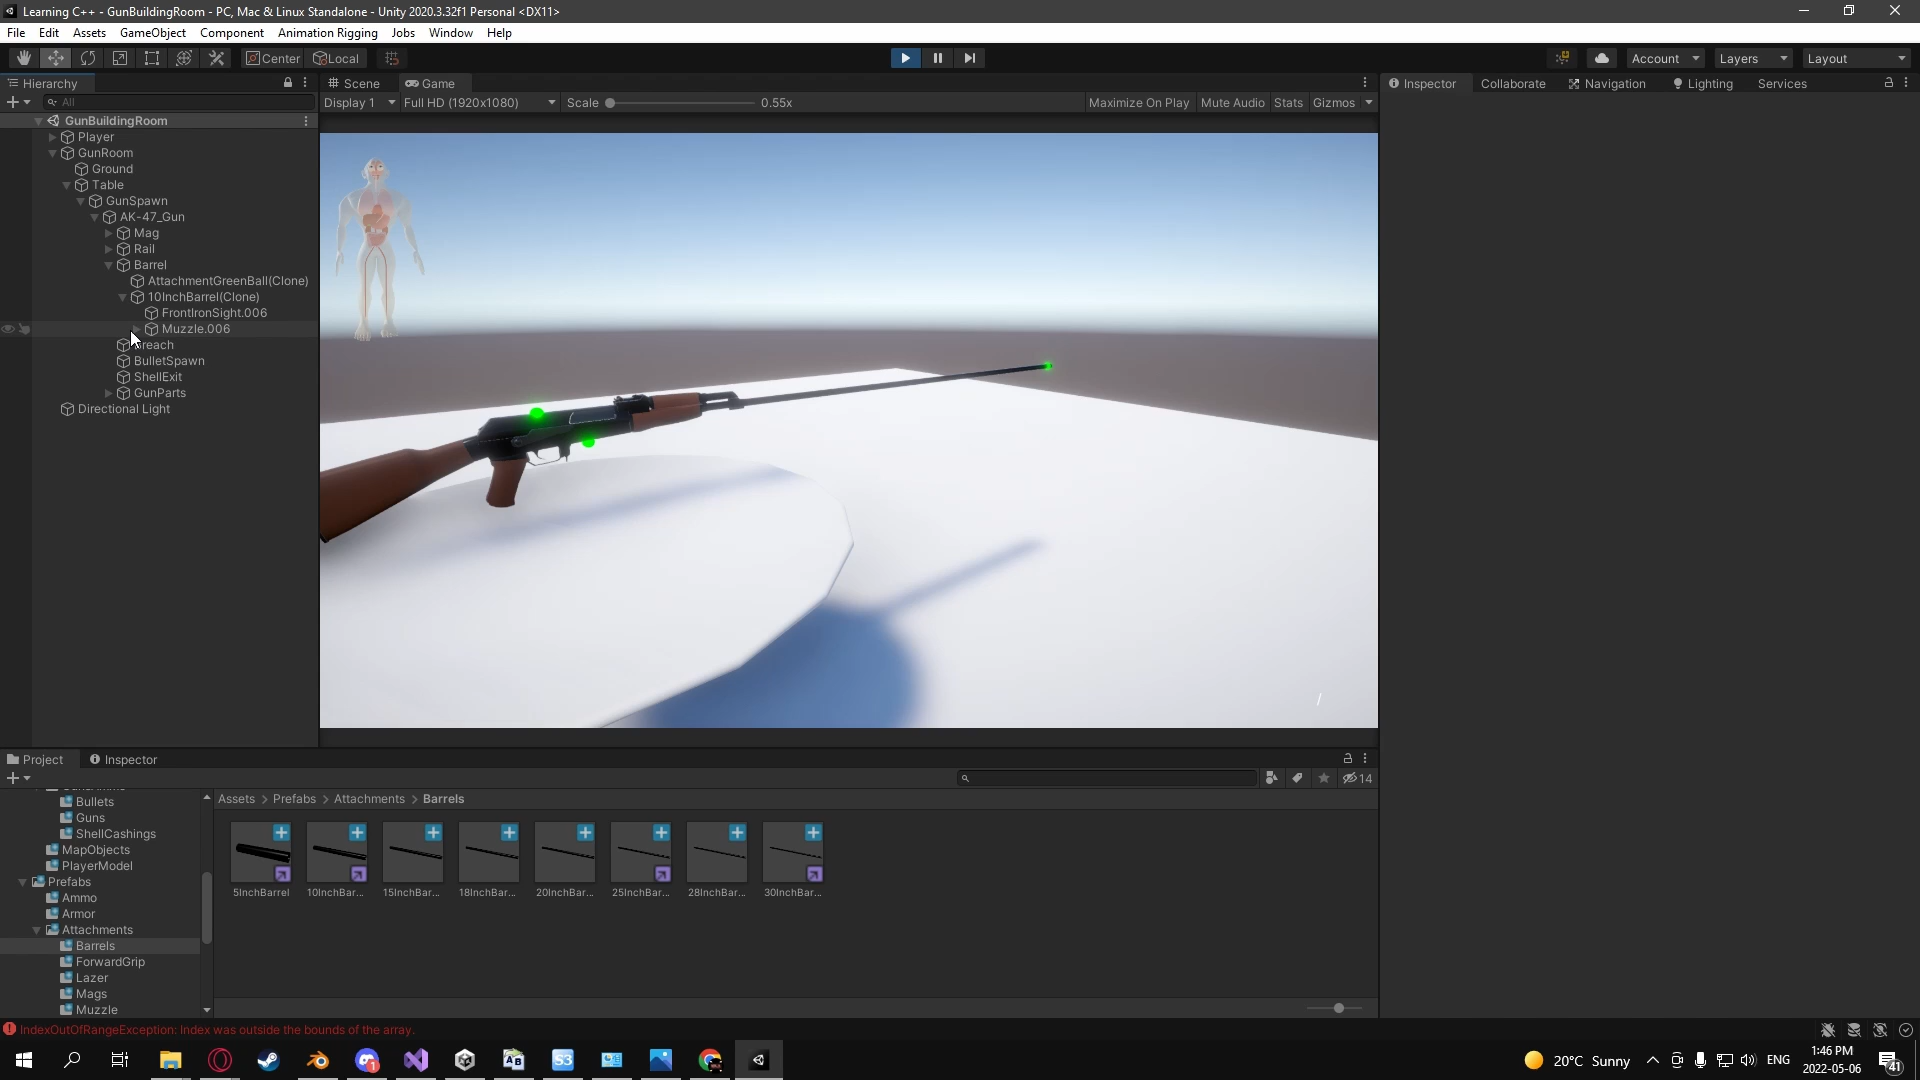 Learning C++ - GunBuildingRoom - PC, Mac & Linux Standalone - Unity 2020.3.32f1 Personal <DX11>
File Edit Assets GameObject Component Animation Rigging Jobs Window Help
Center Local Account Layers Layout
Hierarchy Scene Game Inspector Collaborate Navigation Lighting Services
All Display 1 Full HD (1920x1080) Scale 0.55x Maximize On Play Mute Audio Stats Gizmos
GunBuildingRoom
Player
GunRoom
Ground
Table
GunSpawn
AK-47_Gun
Mag
Rail
Barrel
AttachmentGreenBall(Clone)
10InchBarrel(Clone)
FrontIronSight.006
Muzzle.006
reach
BulletSpawn
ShellExit
GunParts
Directional Light
/
Project Inspector
14
Assets > Prefabs > Attachments > Barrels
Bullets
Guns
ShellCashings
MapObjects
PlayerModel
Prefabs
Ammo
Armor
Attachments
Barrels
ForwardGrip
Lazer
Mags
Muzzle
5InchBarrel 10InchBar... 15InchBar... 18InchBar... 20InchBar... 25InchBar... 28InchBar... 30InchBar...
IndexOutOfRangeException: Index was outside the bounds of the array.
20°C Sunny ENG
1:46 PM
2022-05-06
41